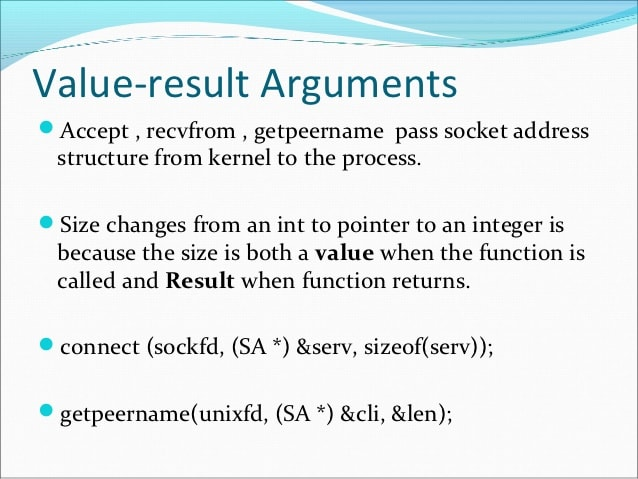 Value-result Arguments
Accept , recvfrom , getpeername pass socket address
structure from kernel to the process.
Size changes from an int to pointer to an integer is
because the size is both a value when the function is
called and Result when function returns.
connect (sockfd, (SA *) &serv, sizeof(serv));
getpeername(unixfd, (SA *) &cli, &len);